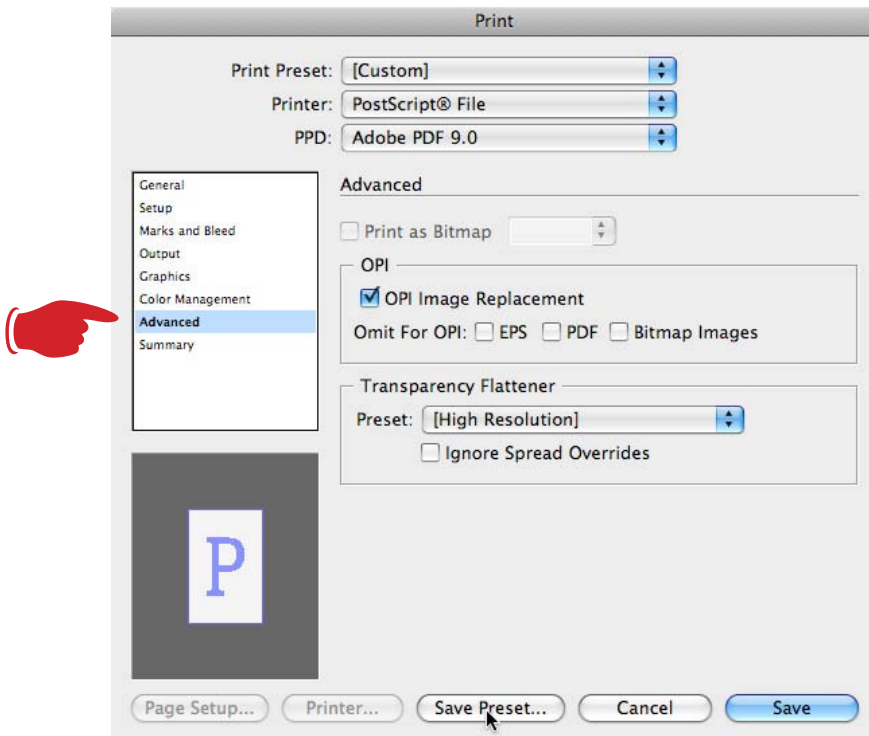 Print
Print Preset: [Custom]
Printer: PostScript® File
PPD: Adobe PDF 9.0
General
Setup
Marks and Bleed
Output
Graphics
Color Management
Advanced
Summary
Advanced
Print as Bitmap
OPI
OPI Image Replacement
Omit For OPI: EPS PDF Bitmap Images
Transparency Flattener
Preset: [High Resolution]
Ignore Spread Overrides
P
Page Setup... Printer... Save Preset... Cancel Save